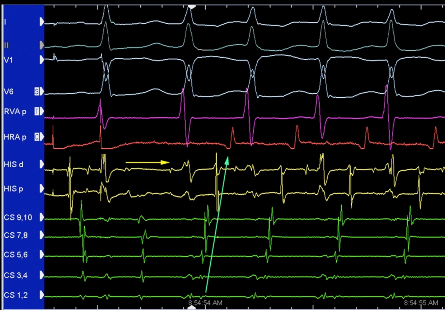 I
II
V1
V6
RVA p
HRA p
HIS d
HIS p
CS 9,10
CS 7,8
CS 5,6
CS 3,4
CS 1,2
8:54:54 AM
8:54:55 AM